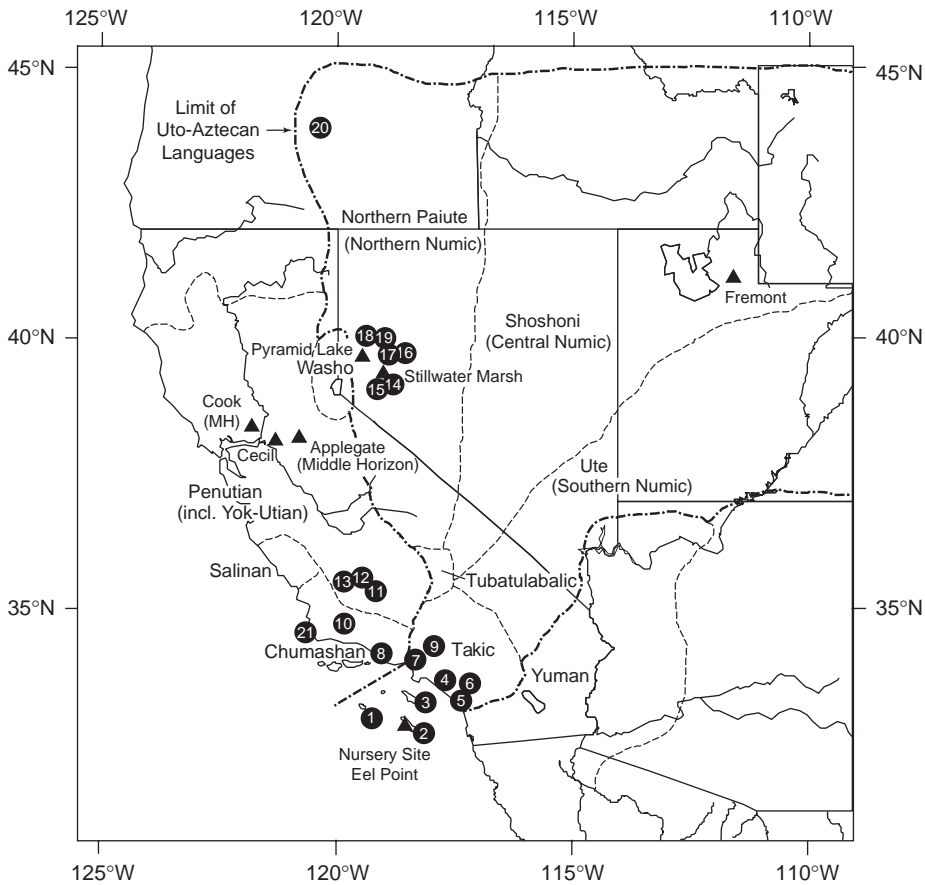 125°W 120°W 115°W 110°W
45°N 45°N
Limit of
Uto-Aztecan
Languages
20
Northern Paiute
(Northern Numic)
Fremont
Shoshoni
(Central Numic)
40°N 40°N
18 19
17 16
Pyramid Lake
Washo
Stillwater Marsh
15 14
Cook
(MH)
Cecil
Applegate
(Middle Horizon)
Penutian
(incl. Yok-Utian)
Ute
(Southern Numic)
Salinan
13 12
11
Tubatulabalic
35°N 35°N
10
21
Chumashan
8
7
9
Takic
4 6
5
Yuman
3
1
2
Nursery Site
Eel Point
125°W 120°W 115°W 110°W